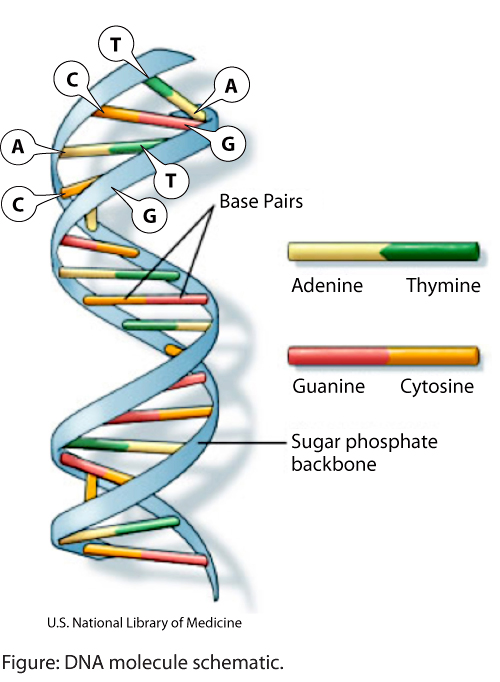 T
A
C
G
A
T
C
G
Base Pairs
Adenine Thymine
Guanine Cytosine
Sugar phosphate
backbone
U.S. National Library of Medicine
Figure: DNA molecule schematic.